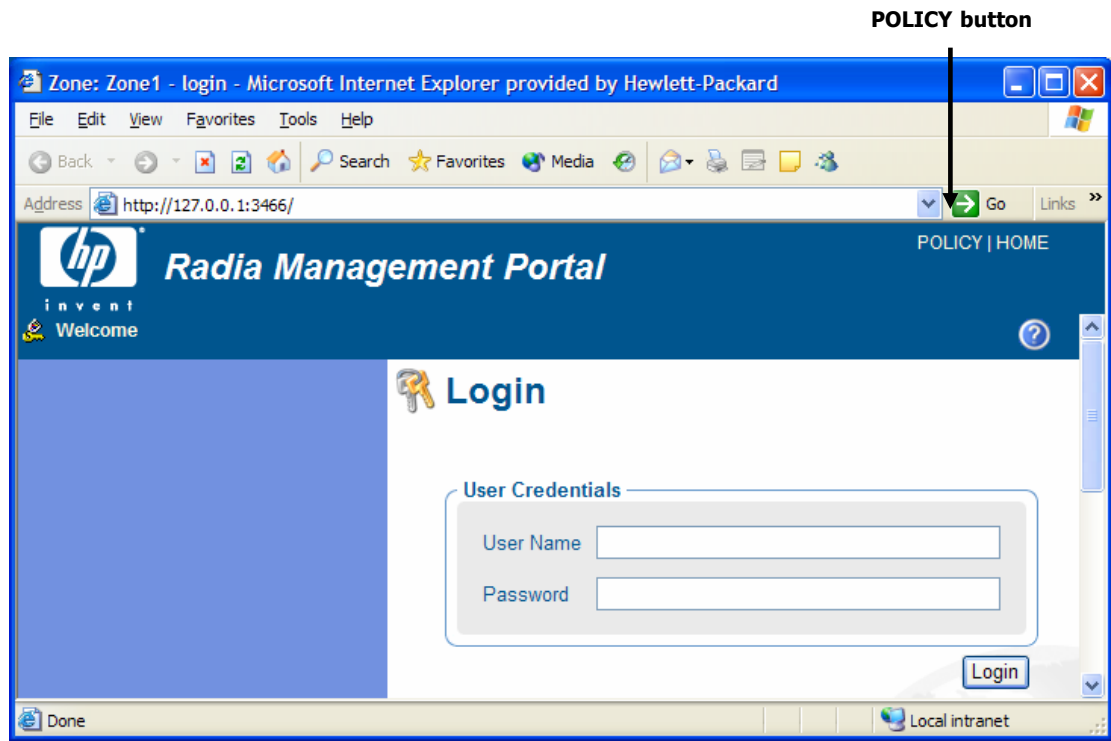 POLICY button
Zone: Zone1 - login - Microsoft Internet Explorer provided by Hewlett-Packard
File Edit View Favorites Tools Help
Back Search Favorites Media
Address http://127.0.0.1:3466/ Go Links »
hp Radia Management Portal POLICY | HOME
invent
Welcome ?
Login
User Credentials
User Name
Password
Login
Done Local intranet